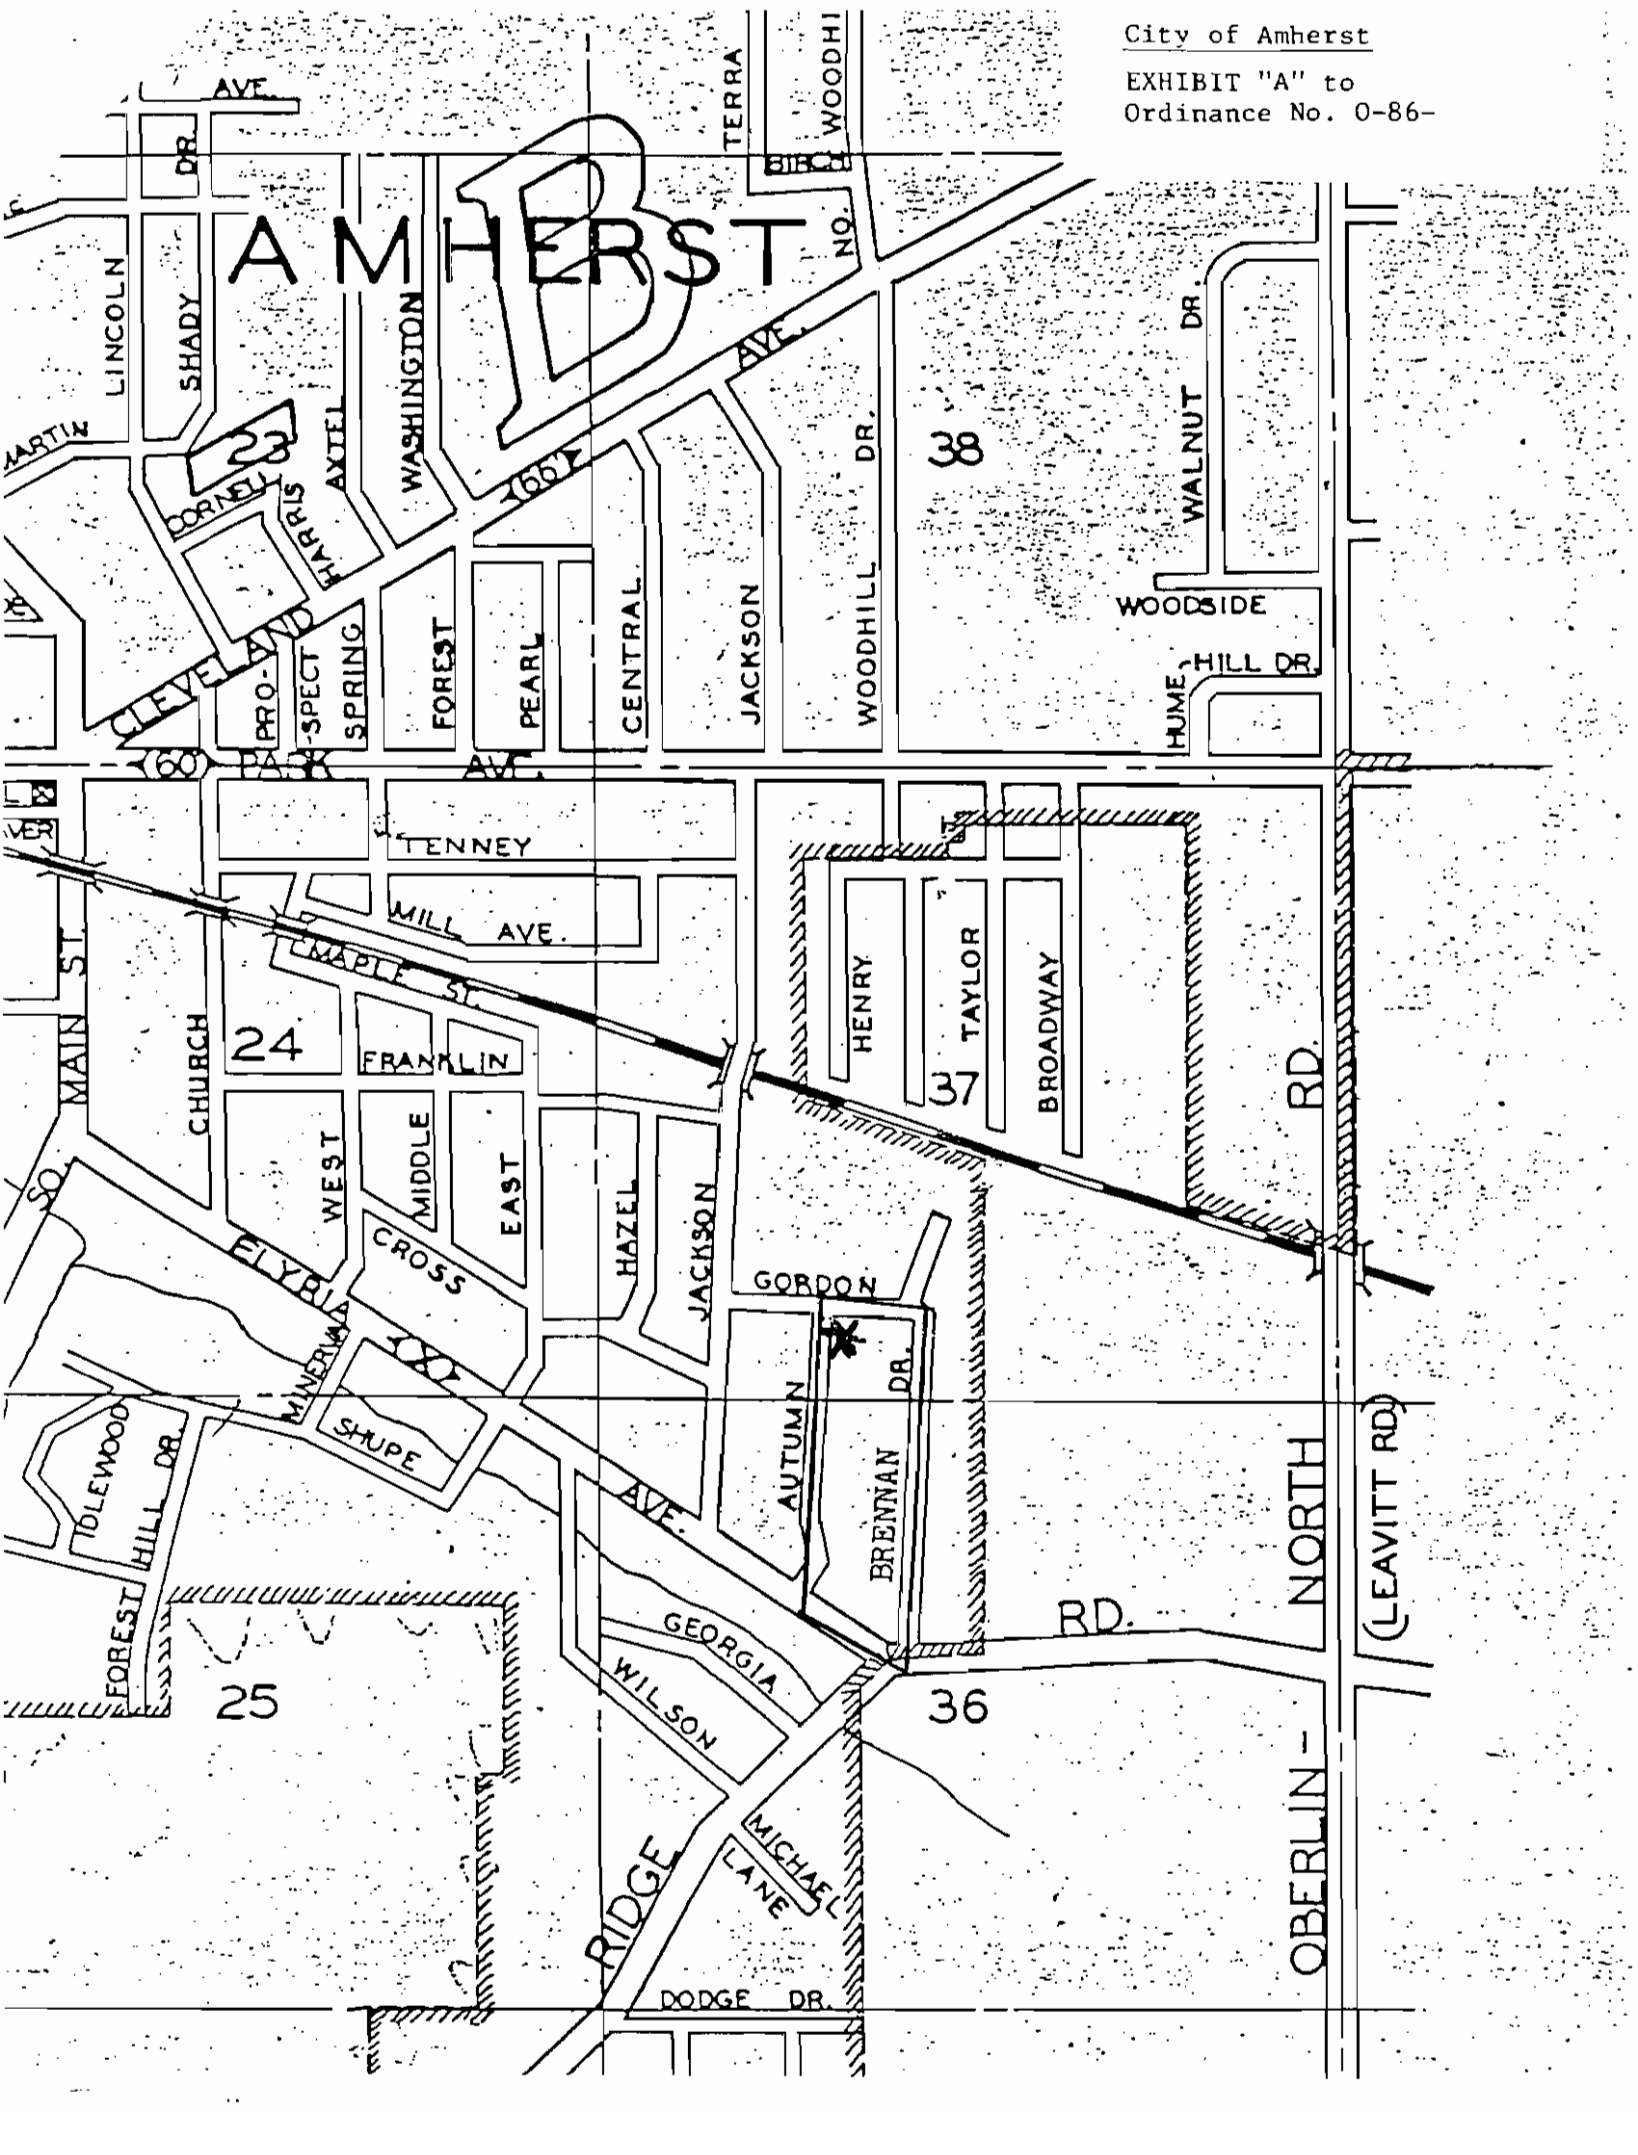 City of Amherst
EXHIBIT "A" to
Ordinance No. O-86-
AVE.
DR.
TERRA
WOODHI
BIRCH
NO.
AMHERST
B
LINCOLN
SHADY
MARTIN
23
CORNELL
HARRIS
AXTEL
WASHINGTON
(66')
AVE.
DR.
38
WALNUT DR.
WOODSIDE
HUME
HILL DR.
CLEVELAND
PRO-
-SPECT
SPRING
FOREST
PEARL
CENTRAL
JACKSON
WOODHILL
(60') PARK AVE.
VER
TENNEY
MILL AVE.
MAPLE ST.
MAIN ST.
CHURCH
24
FRANKLIN
HENRY
TAYLOR
37
BROADWAY
RD.
SO.
WEST
MIDDLE
EAST
HAZEL
JACKSON
CROSS
ELYRIA
GORDON
MINERVA
SHUPE
AUTUMN
BRENNAN
DR.
IDLEWOOD
HILL
DR.
FOREST
AVE.
NORTH
(LEAVITT RD.)
GEORGIA
WILSON
RD.
25
36
OBERLIN-
MICHAEL
LANE
RIDGE
DODGE DR.